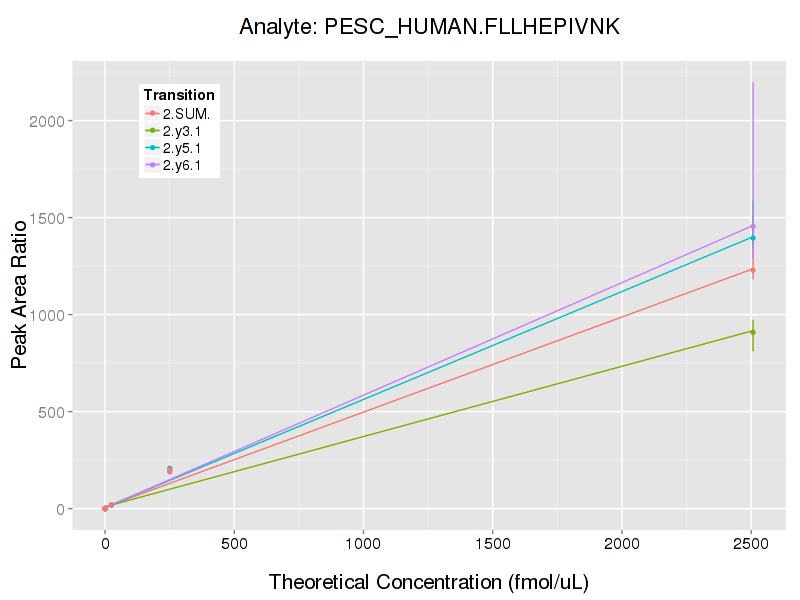 Analyte: PESC_HUMAN.FLLHEPIVNK
Transition
2.SUM.
2.y3.1
2.y5.1
2.y6.1
2000
1500
1000
500
0
Peak Area Ratio
0 500 1000 1500 2000 2500
Theoretical Concentration (fmol/uL)